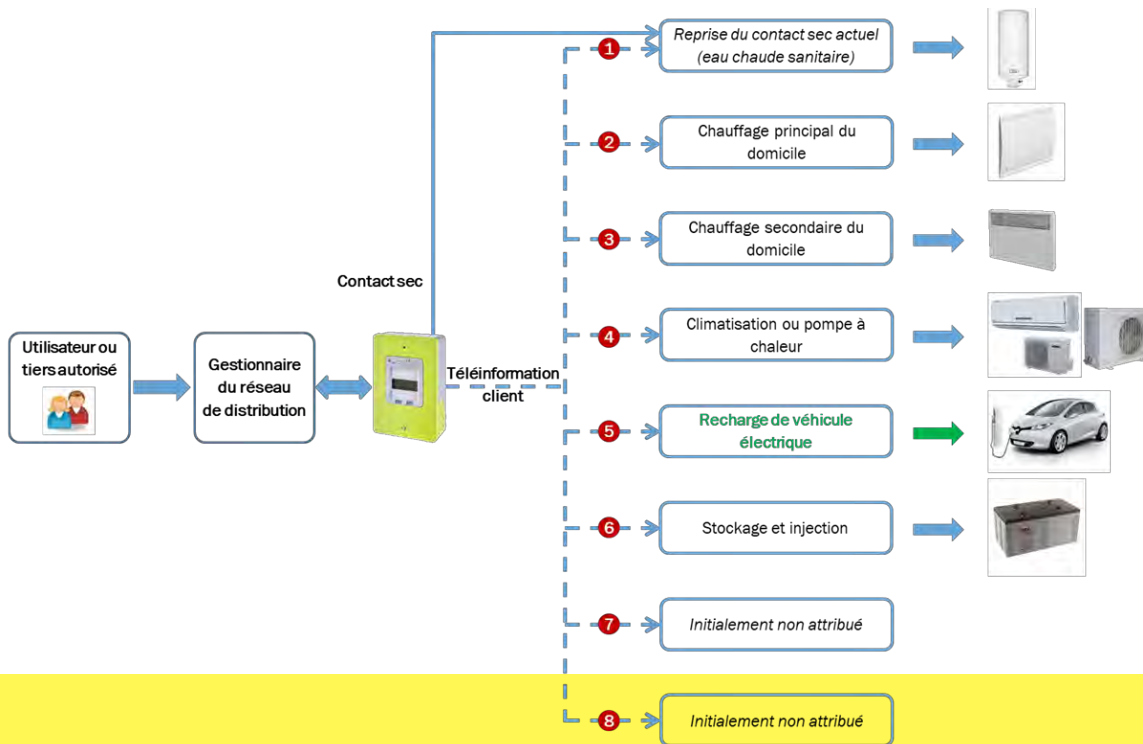 1
Reprise du contact sec actuel
(eau chaude sanitaire)
2
Chauffage principal du
domicile
3
Chauffage secondaire du
domicile
Contact sec
4
Climatisation ou pompe à
chaleur
Utilisateur ou
tiers autorisé
Gestionnaire
du réseau
de distribution
Téléinformation
client
5
Recharge de véhicule
électrique
6
Stockage et injection
7
Initialement non attribué
8
Initialement non attribué